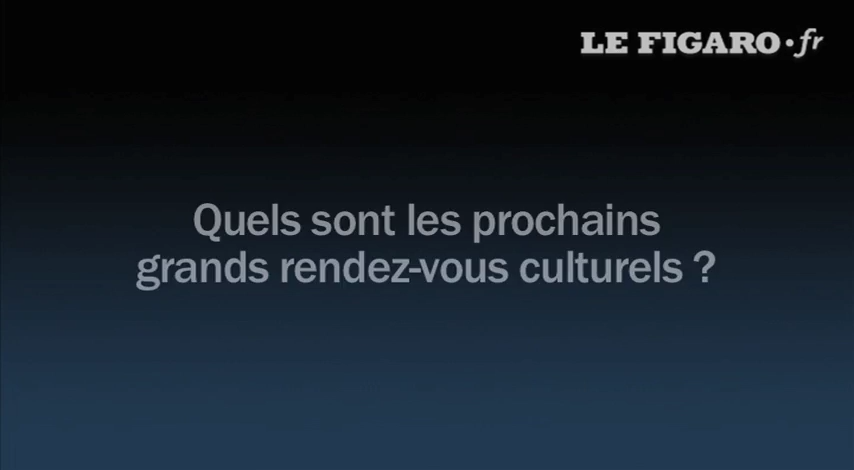 LE FIGARO·fr
Quels sont les prochains
grands rendez-vous culturels ?